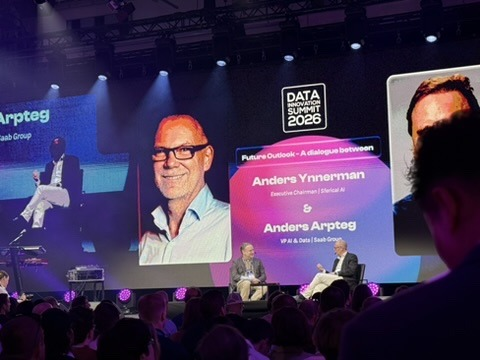 Arpteg
Saab Group
DATA
INNOVATION
SUMMIT
2026
Future Outlook - A dialogue between
Anders Ynnerman
Executive Chairman | Sferical AI
&
Anders Arpteg
VP AI & Data | Saab Group